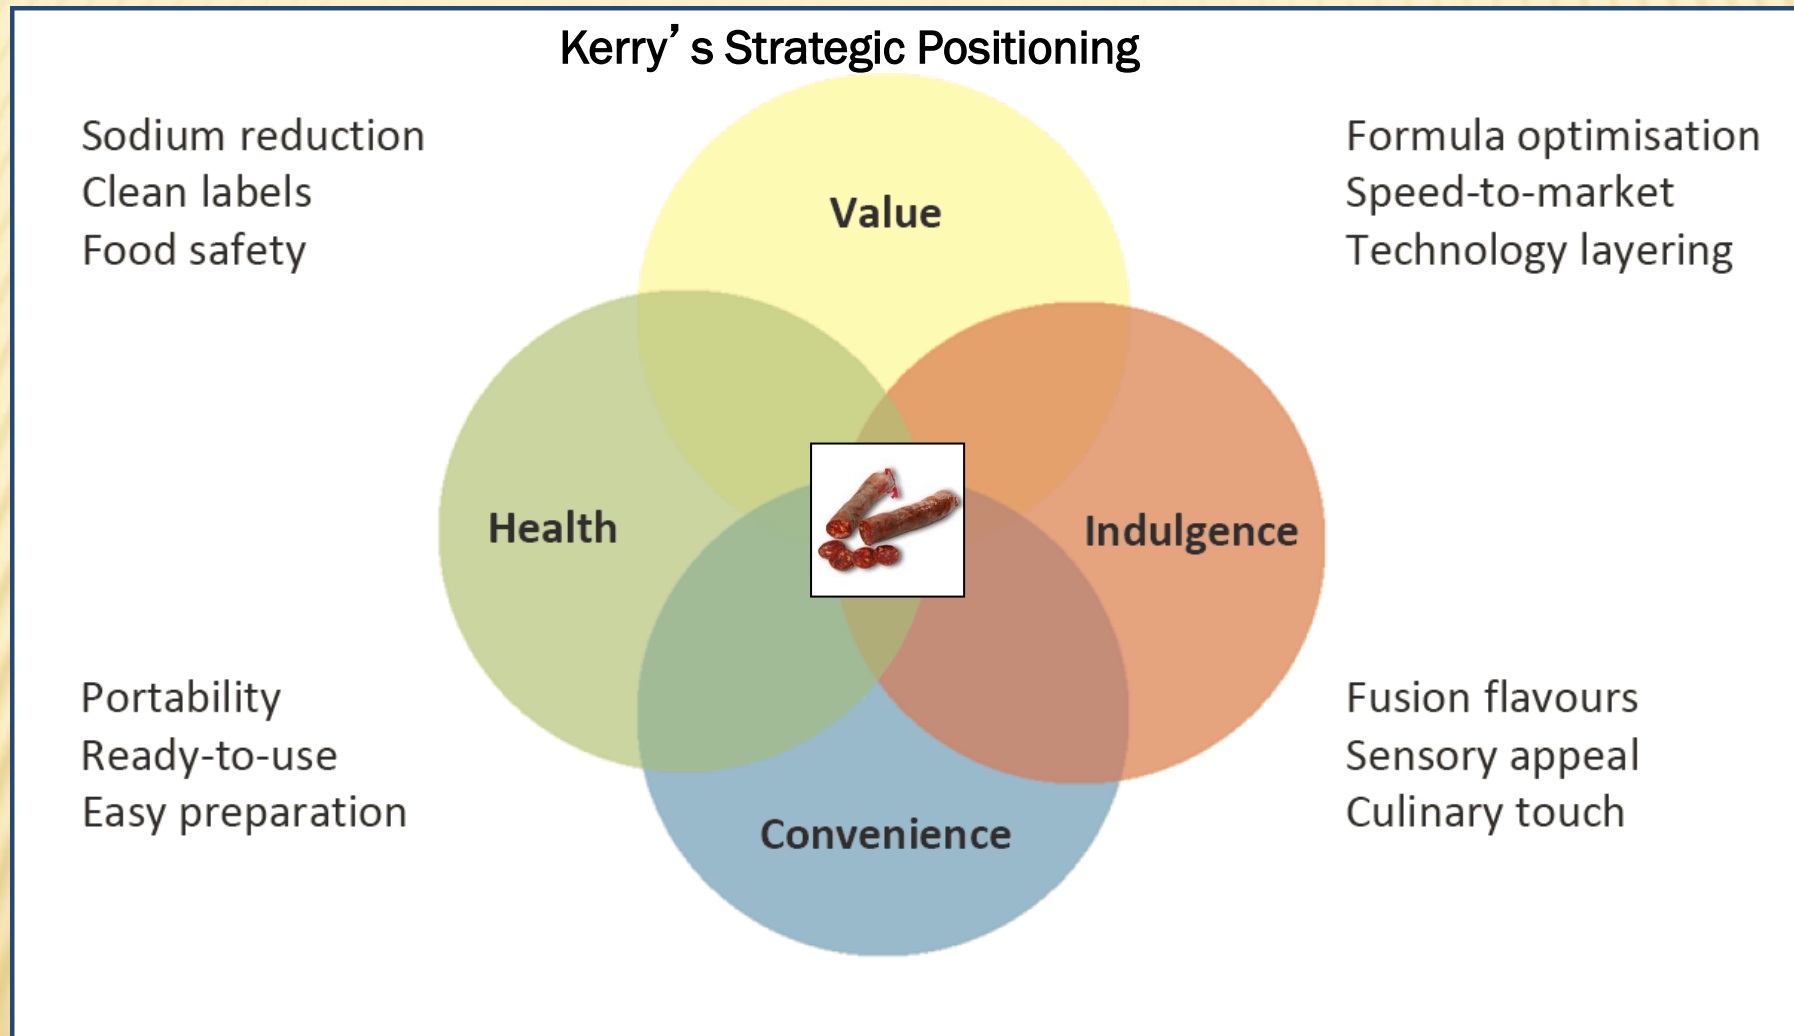 Kerry’s Strategic Positioning
Sodium reduction
Clean labels
Food safety
Formula optimisation
Speed-to-market
Technology layering
Value
Health
Indulgence
Convenience
Portability
Ready-to-use
Easy preparation
Fusion flavours
Sensory appeal
Culinary touch